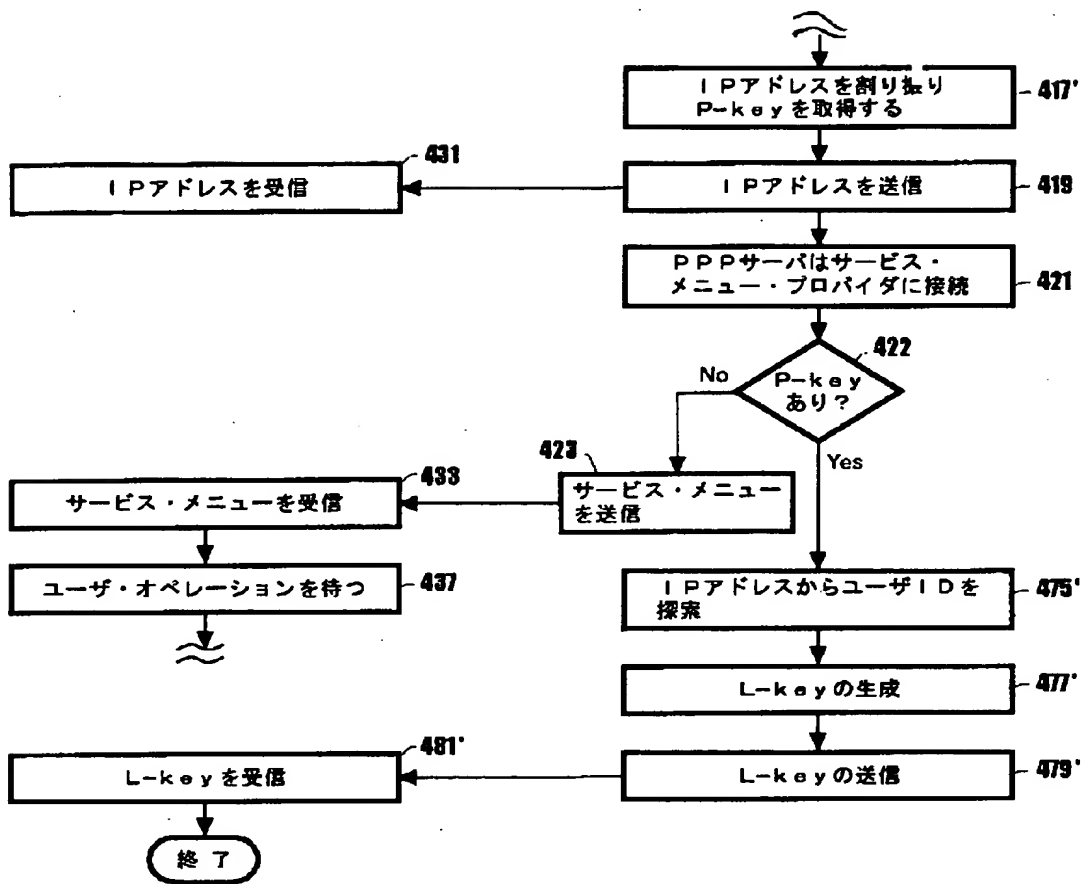 IPアドレスを割り振り
P-keyを取得する
417'
431
IPアドレスを受信
IPアドレスを送信
419
PPPサーバはサービス・
メニュー・プロバイダに接続
421
422
No
P-key
あり？
Yes
423
433
サービス・メニューを受信
サービス・メニュー
を送信
ユーザ・オペレーションを待つ
437
IPアドレスからユーザIDを
探索
475'
L-keyの生成
477'
481'
L-keyを受信
L-keyの送信
479'
終了